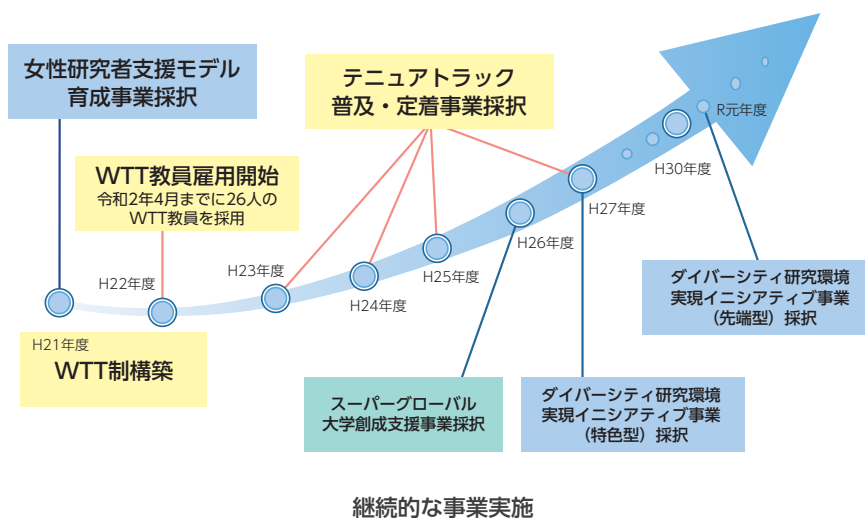 女性研究者支援モデル
育成事業採択
テニュアトラック
普及・定着事業採択
WTT教員雇用開始
令和2年4月までに26人の
WTT教員を採用
H21年度
WTT制構築
H22年度
H23年度
H24年度
H25年度
H26年度
H27年度
H30年度
R元年度
スーパーグローバル
大学創成支援事業採択
ダイバーシティ研究環境
実現イニシアティブ事業
（特色型）採択
ダイバーシティ研究環境
実現イニシアティブ事業
（先端型）採択
継続的な事業実施